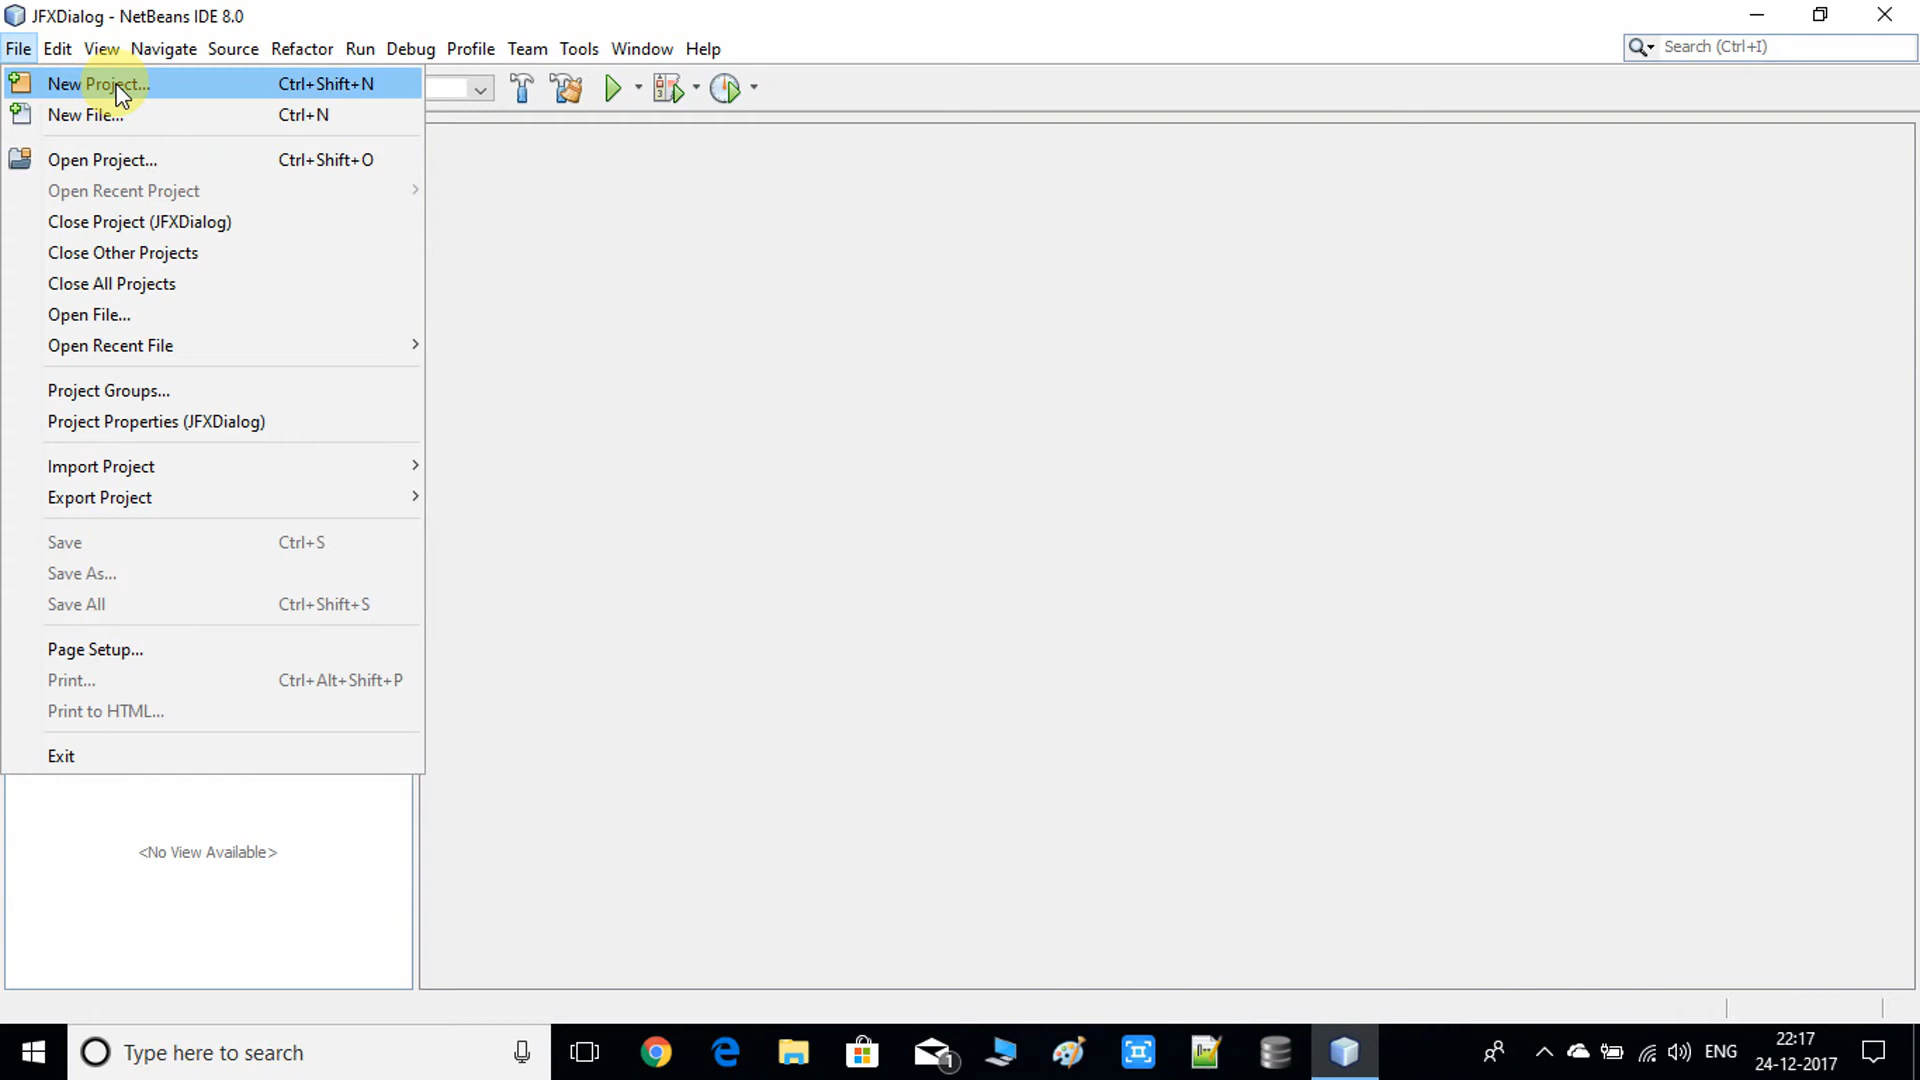 JFXDialog - NetBeans IDE 8.0
File Edit View Navigate Source Refactor Run Debug Profile Team Tools Window Help
Search (Ctrl+I)
New Project... Ctrl+Shift+N
New File... Ctrl+N
Open Project... Ctrl+Shift+O
Open Recent Project
Close Project (JFXDialog)
Close Other Projects
Close All Projects
Open File...
Open Recent File
Project Groups...
Project Properties (JFXDialog)
Import Project
Export Project
Save Ctrl+S
Save As...
Save All Ctrl+Shift+S
Page Setup...
Print... Ctrl+Alt+Shift+P
Print to HTML...
Exit
<No View Available>
Type here to search
1
ENG
22:17
24-12-2017